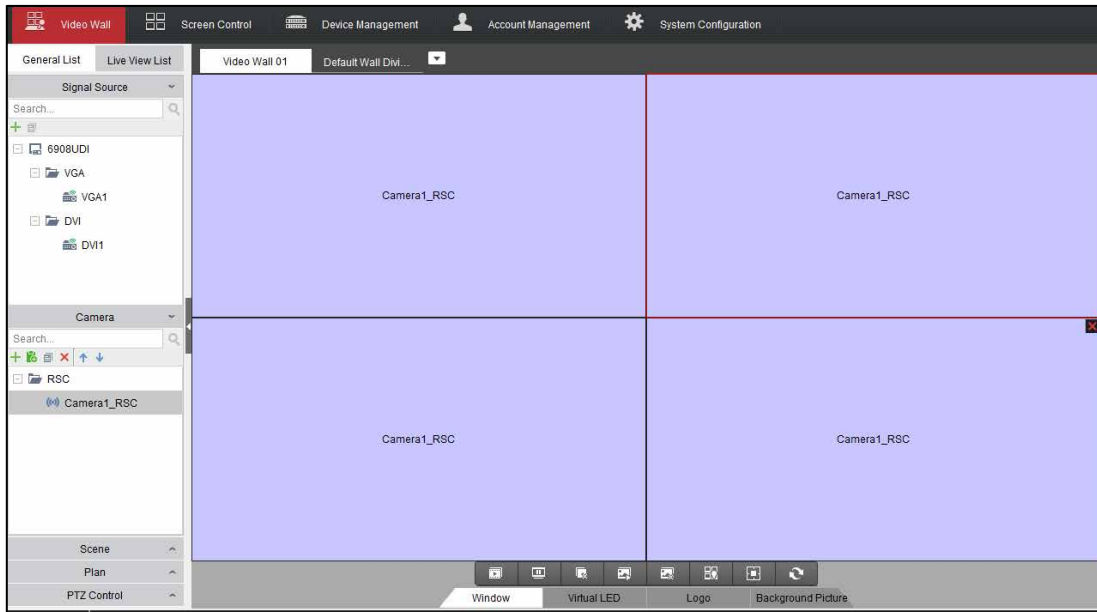 Video Wall Screen Control Device Management Account Management System Configuration
General List Live View List Video Wall 01 Default Wall Divi...
Signal Source
Search...
6908UDI
VGA
VGA1
DVI
DVI1
Camera1_RSC Camera1_RSC
Camera
Search...
RSC
Camera1_RSC
Camera1_RSC Camera1_RSC
Scene
Plan
PTZ Control
Window Virtual LED Logo Background Picture